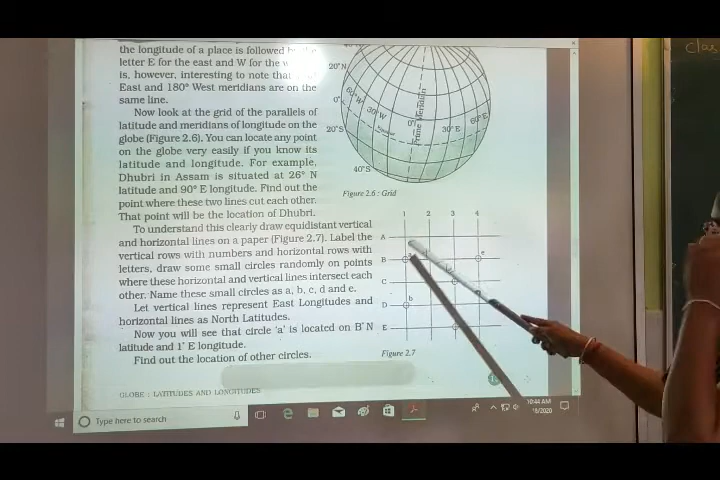 the longitude of a place is followed
letter E for the east and W for the
is, however, interesting to note that
East and 180° West meridians are on the
same line.
Now look at the grid of the parallels of
latitude and meridians of longitude on the
globe (Figure 2.6). You can locate any point
on the globe very easily if you know its
latitude and longitude. For example,
Dhubri in Assam is situated at 26° N
latitude and 90° E longitude. Find out the
point where these two lines cut each other.
That point will be the location of Dhubri.
To understand this clearly draw equidistant vertical
and horizontal lines on a paper (Figure 2.7). Label the
vertical rows with numbers and horizontal rows with
letters, draw some small circles randomly on points
where these horizontal and vertical lines intersect each
other. Name these small circles as a, b, c, d and e.
Let vertical lines represent East Longitudes and
horizontal lines as North Latitudes.
Now you will see that circle 'a' is located on B° N
latitude and 1° E longitude.
Find out the location of other circles.
GLOBE : LATITUDES AND LONGITUDES
20°N
0°
20°S
40°S
60°W
30°W
0°
30°E
60°E
Equator
Prime Meridian
Figure 2.6 : Grid
1 2 3 4
A
B a e
C
D b
E
Figure 2.7
Type here to search
10:44 AM
Clas